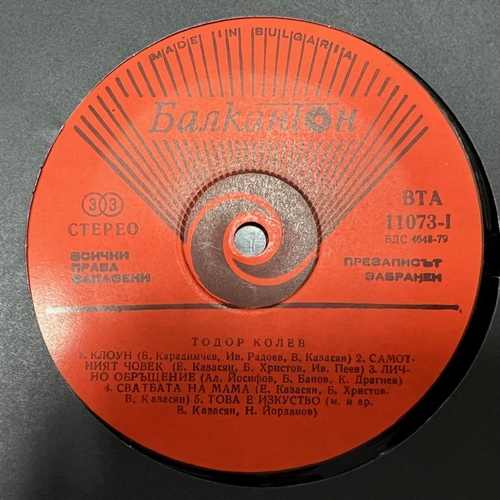 MADE IN BULGARIA
Балкантон
33
СТЕРЕО
ВТА
11073-I
БДС 4648-79
ВСИЧКИ
ПРАВА
ЗАПАЗЕНИ
ПРЕЗАПИСЪТ
ЗАБРАНЕН
ТОДОР КОЛЕВ
1. КЛОУН (Б. Карадимчев, Ив. Радоев, В. Казасян) 2. САМОТ-
НИЯТ ЧОВЕК (Е. Казасян, Б. Христов, Ив. Пеев) 3. ЛИЧ-
НО ОБРЪЩЕНИЕ (Ал. Йосифов, Б. Банов, К. Драгнев)
4. СВАТБАТА НА МАМА (Е. Казасян, Б. Христов,
В. Казасян) 5. ТОВА Е ИЗКУСТВО (м. и ар.
В. Казасян, Н. Йорданов)